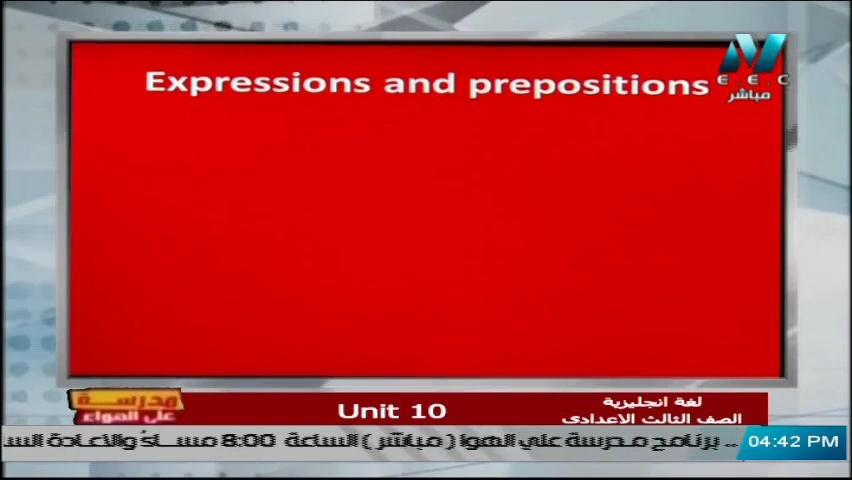 Expressions and prepositions
E.E.C
مباشر
مدرسة
على الهواء
Unit 10
لغة انجليزية
الصف الثالث الاعدادى
.. برنامج مدرسة علي الهوا ( مباشر ) الساعة 8:00 مساءً والاعادة
04:42 PM